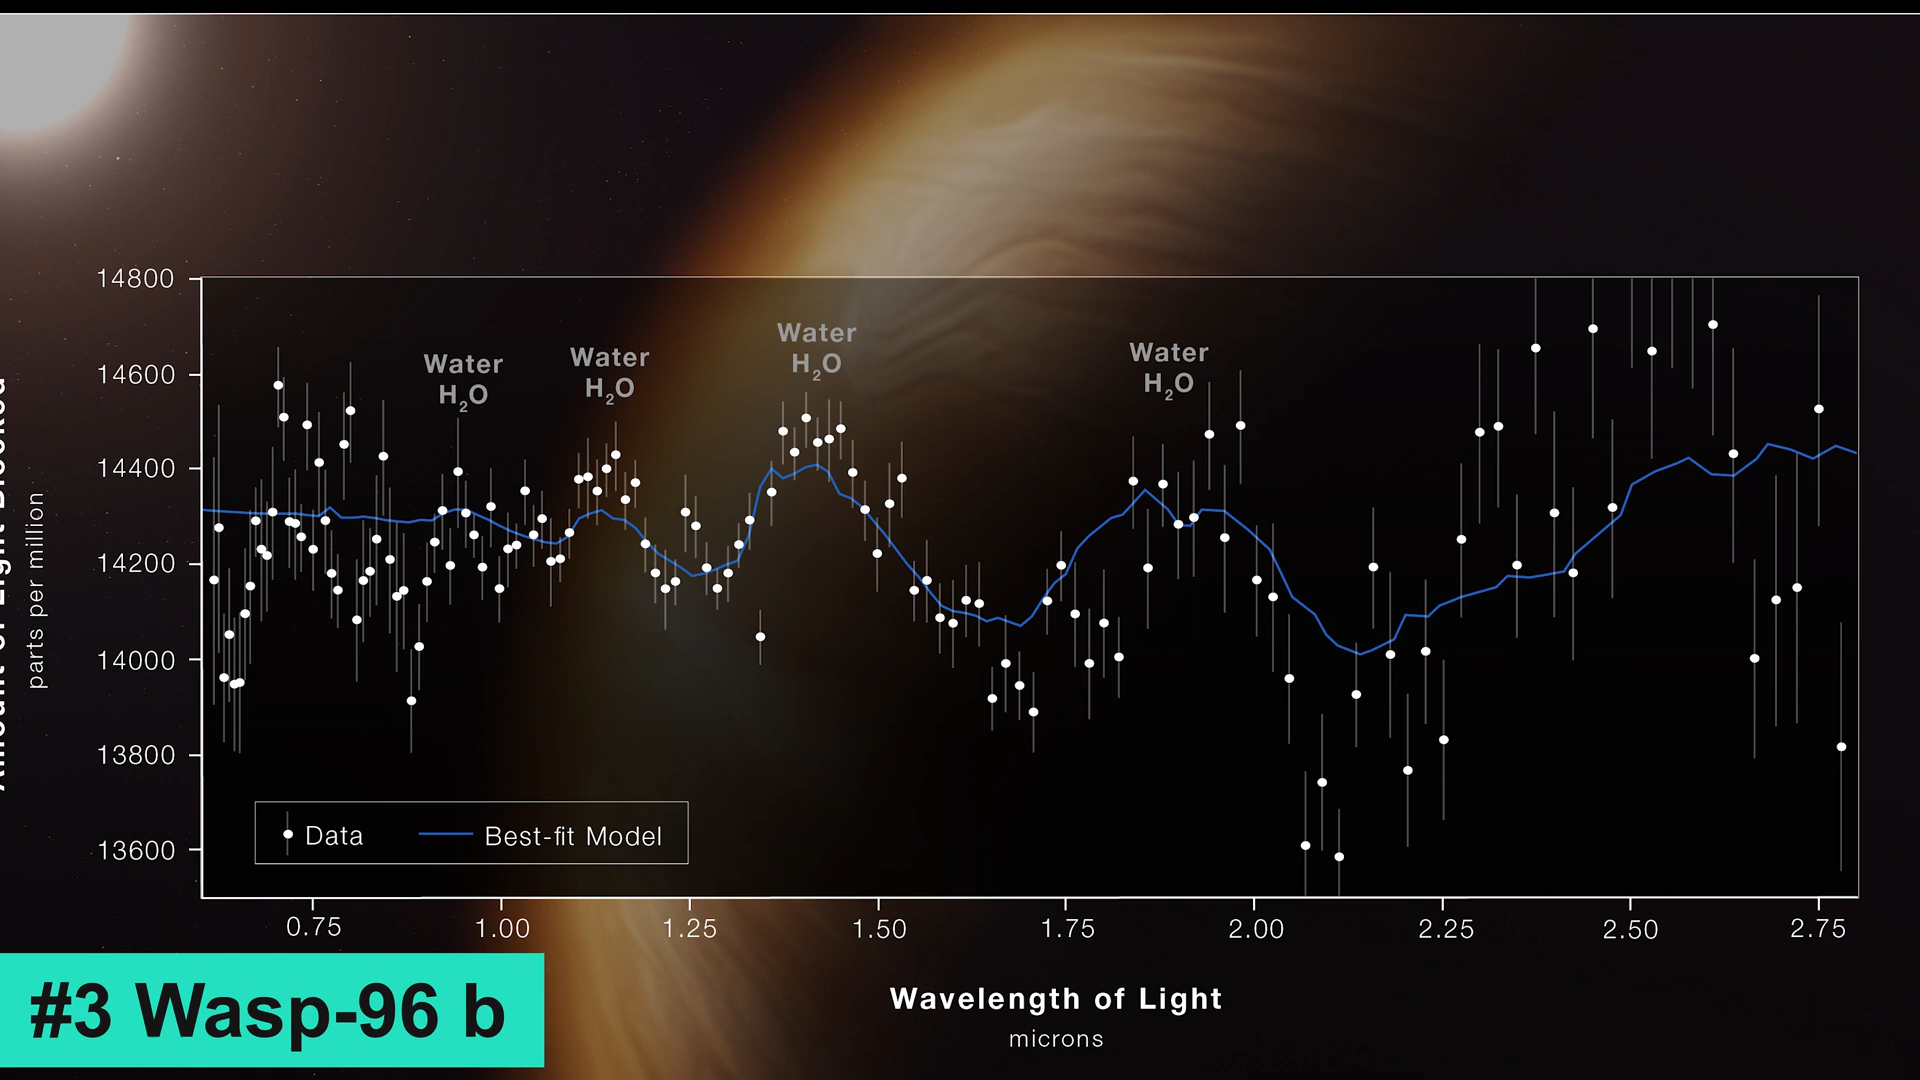 14800
14600
14400
14200
14000
13800
13600
parts per million
Water
H₂O
Water
H₂O
Water
H₂O
Water
H₂O
Data
Best-fit Model
0.75 1.00 1.25 1.50 1.75 2.00 2.25 2.50 2.75
Wavelength of Light
microns
#3 Wasp-96 b